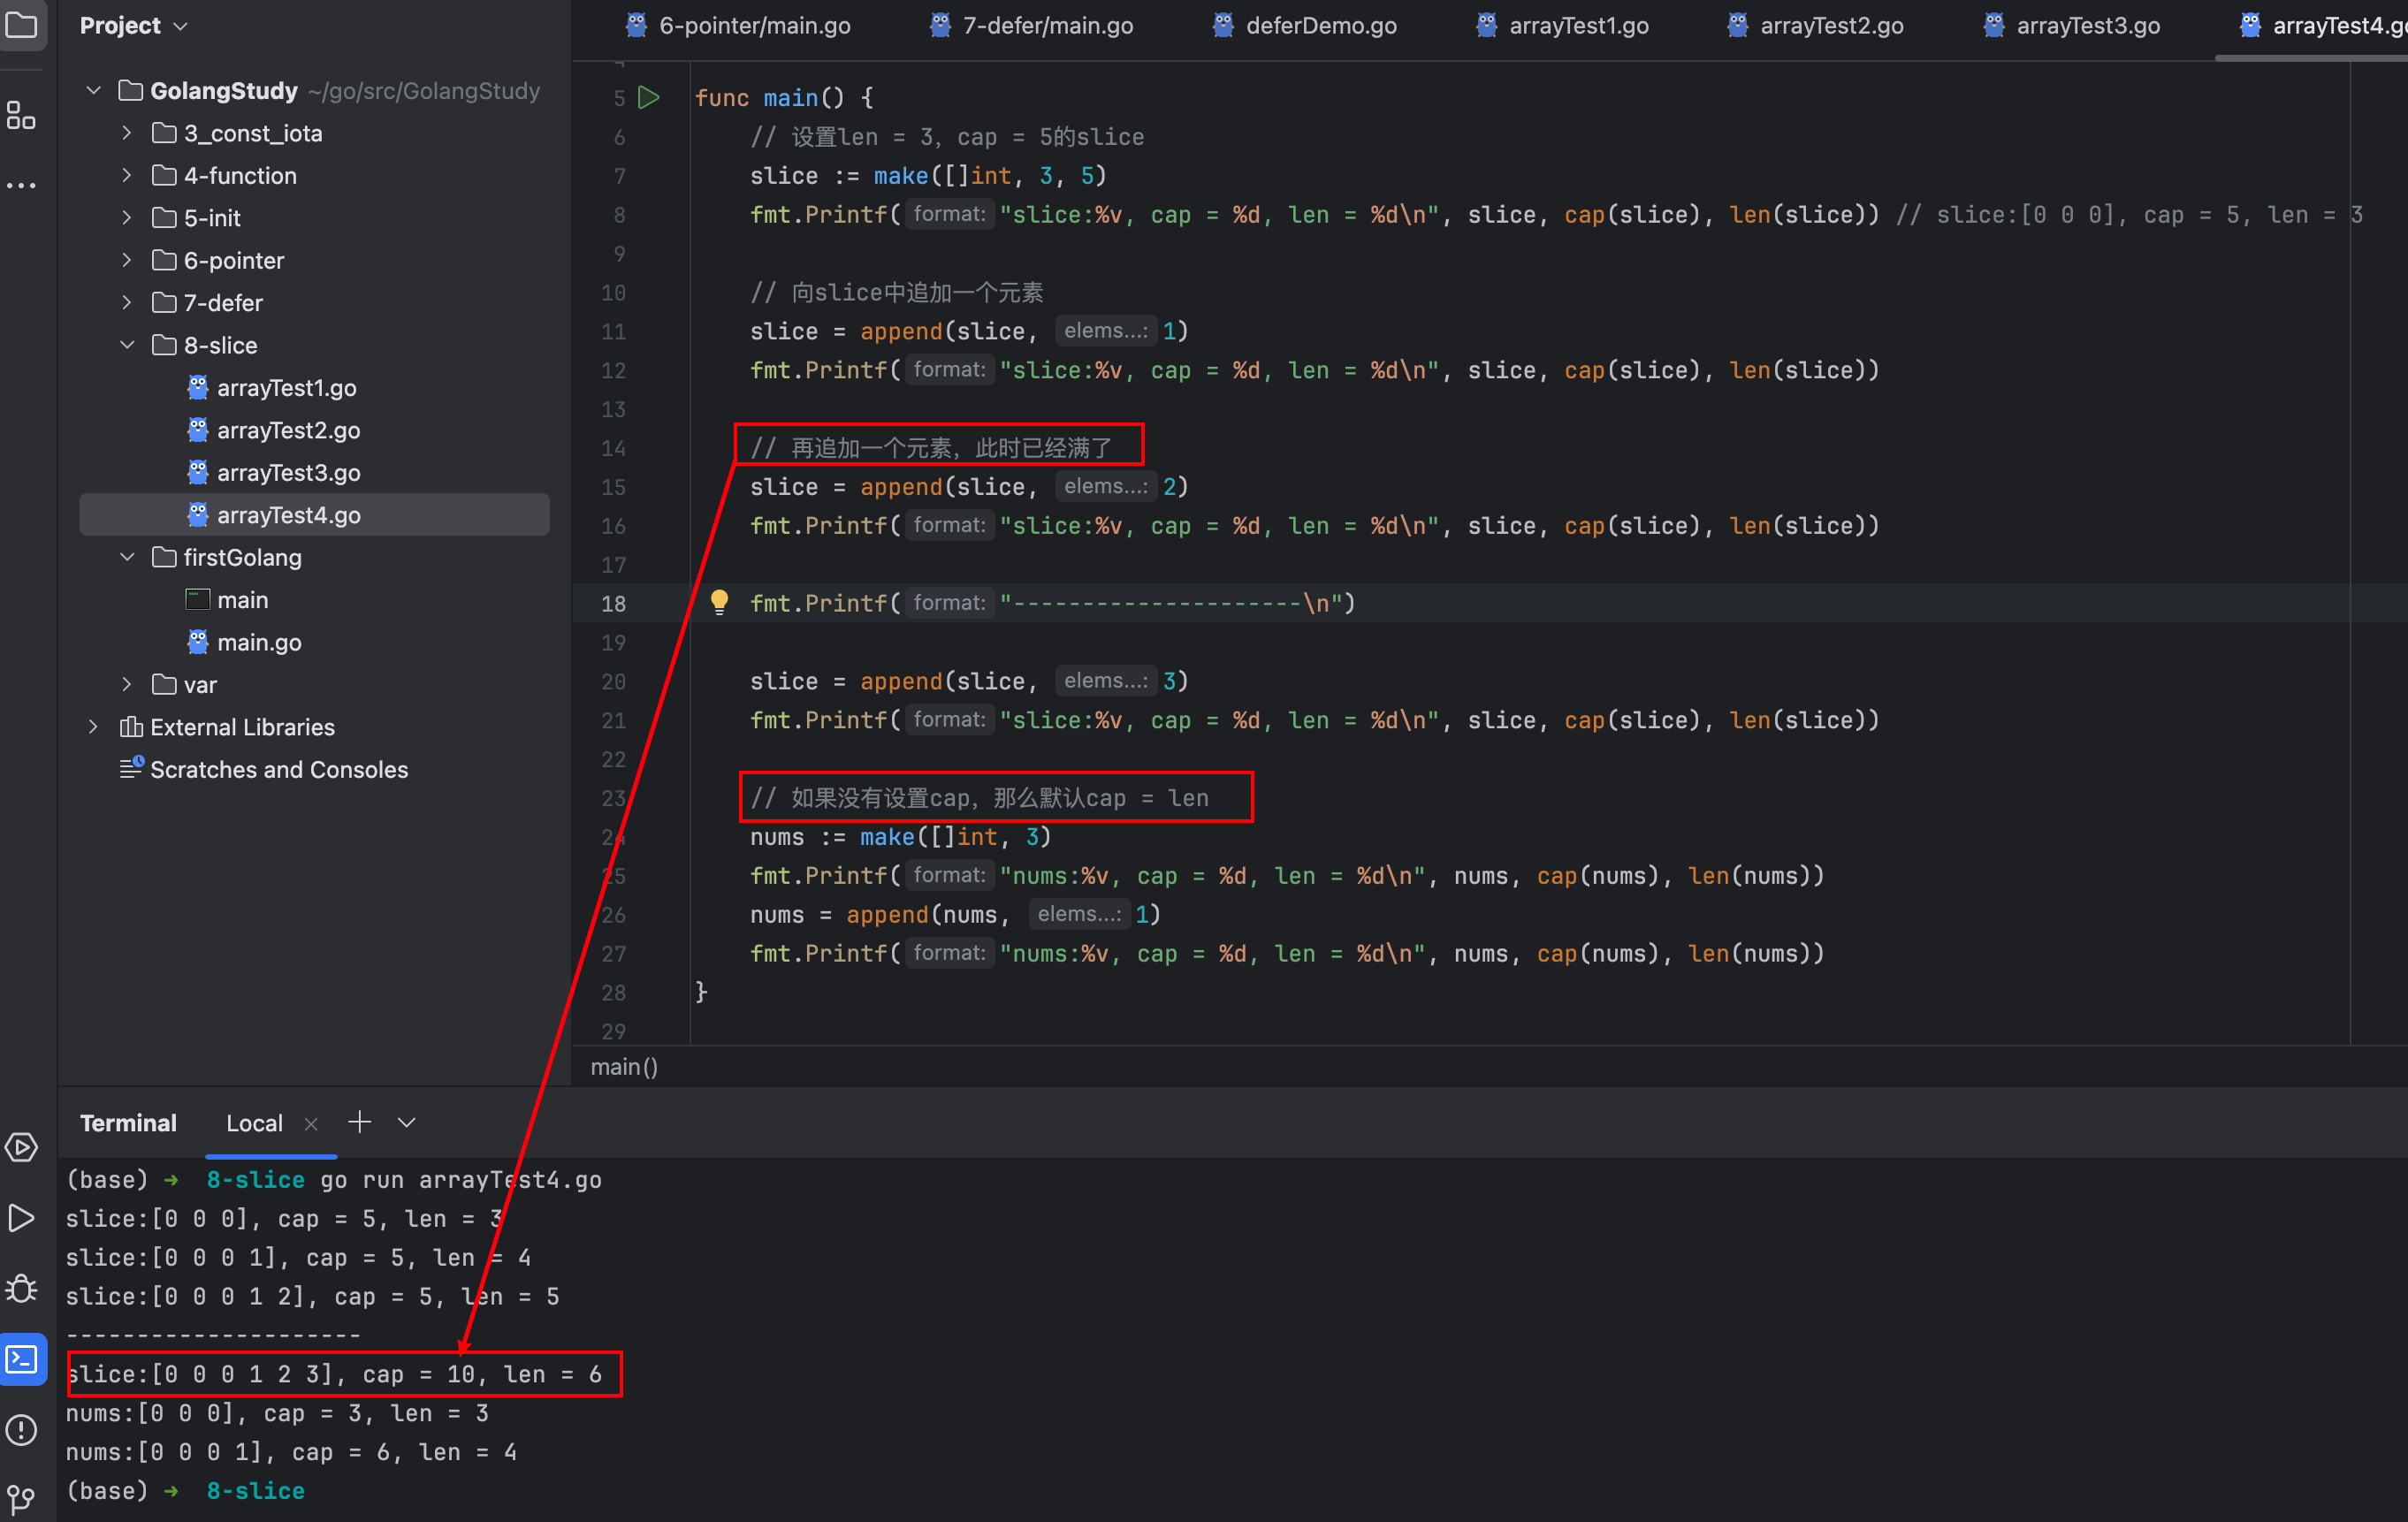 Project
6-pointer/main.go
7-defer/main.go
deferDemo.go
arrayTest1.go
arrayTest2.go
arrayTest3.go
arrayTest4.go
GolangStudy ~/go/src/GolangStudy
3_const_iota
4-function
5-init
6-pointer
7-defer
8-slice
arrayTest1.go
arrayTest2.go
arrayTest3.go
arrayTest4.go
firstGolang
main
main.go
var
External Libraries
Scratches and Consoles
5 func main() {
6 // 设置len = 3，cap = 5的slice
7 slice := make([]int, 3, 5)
8 fmt.Printf( format: "slice:%v, cap = %d, len = %d\n", slice, cap(slice), len(slice)) // slice:[0 0 0], cap = 5, len = 3
9
10 // 向slice中追加一个元素
11 slice = append(slice, elems...: 1)
12 fmt.Printf( format: "slice:%v, cap = %d, len = %d\n", slice, cap(slice), len(slice))
13
14 // 再追加一个元素，此时已经满了
15 slice = append(slice, elems...: 2)
16 fmt.Printf( format: "slice:%v, cap = %d, len = %d\n", slice, cap(slice), len(slice))
17
18 fmt.Printf( format: "---------------------\n")
19
20 slice = append(slice, elems...: 3)
21 fmt.Printf( format: "slice:%v, cap = %d, len = %d\n", slice, cap(slice), len(slice))
22
23 // 如果没有设置cap，那么默认cap = len
24 nums := make([]int, 3)
25 fmt.Printf( format: "nums:%v, cap = %d, len = %d\n", nums, cap(nums), len(nums))
26 nums = append(nums, elems...: 1)
27 fmt.Printf( format: "nums:%v, cap = %d, len = %d\n", nums, cap(nums), len(nums))
28 }
29
main()
Terminal Local
(base) ➜ 8-slice go run arrayTest4.go
slice:[0 0 0], cap = 5, len = 3
slice:[0 0 0 1], cap = 5, len = 4
slice:[0 0 0 1 2], cap = 5, len = 5
---------------------
slice:[0 0 0 1 2 3], cap = 10, len = 6
nums:[0 0 0], cap = 3, len = 3
nums:[0 0 0 1], cap = 6, len = 4
(base) ➜ 8-slice